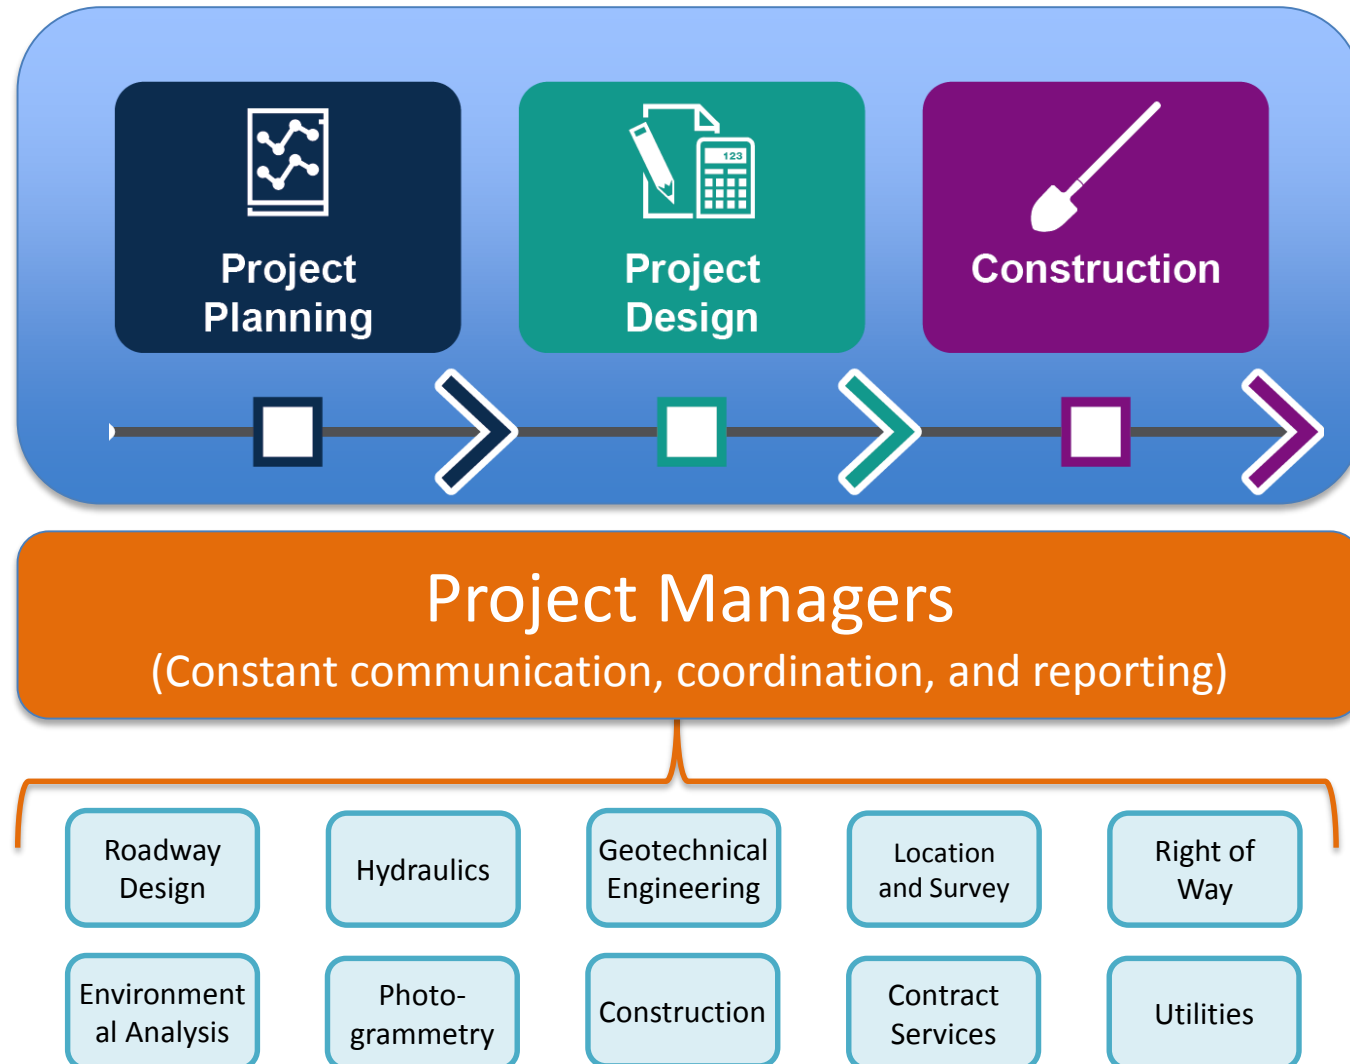 123
Project
Planning
Project
Design
Construction
Project Managers
(Constant communication, coordination, and reporting)
Roadway
Design
Hydraulics
Geotechnical
Engineering
Location
and Survey
Right of
Way
Environment
al Analysis
Photo-
grammetry
Construction
Contract
Services
Utilities